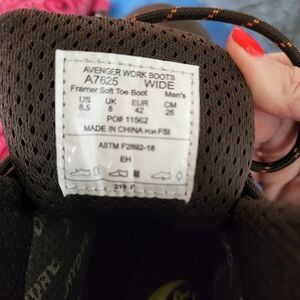 AVENGER WORK BOOTS
A7625 WIDE
Framer Soft Toe Boot Men's
US UK EUR CM
8.5 8 42 26
PO# 11562
MADE IN CHINA FOR FSI
ASTM F2892-18
EH